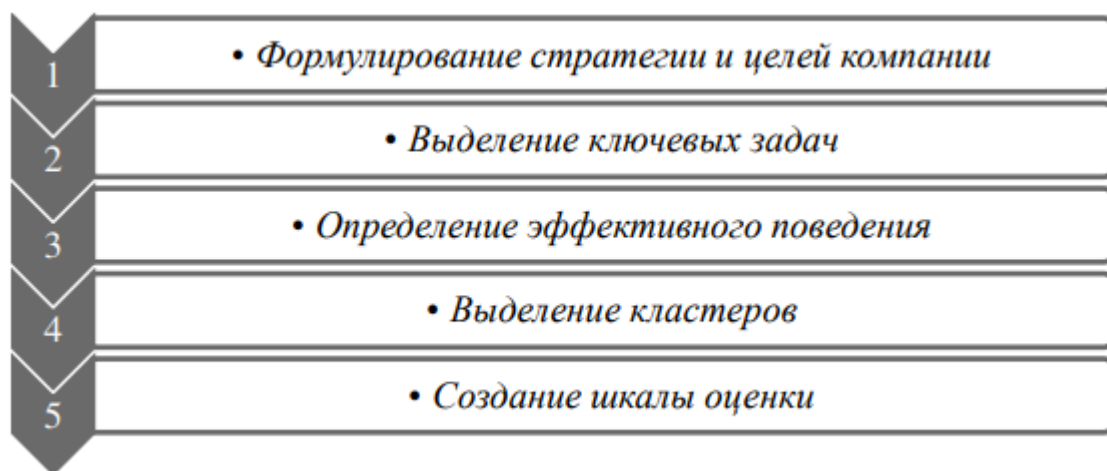 1 • Формулирование стратегии и целей компании
2 • Выделение ключевых задач
3 • Определение эффективного поведения
4 • Выделение кластеров
5 • Создание шкалы оценки